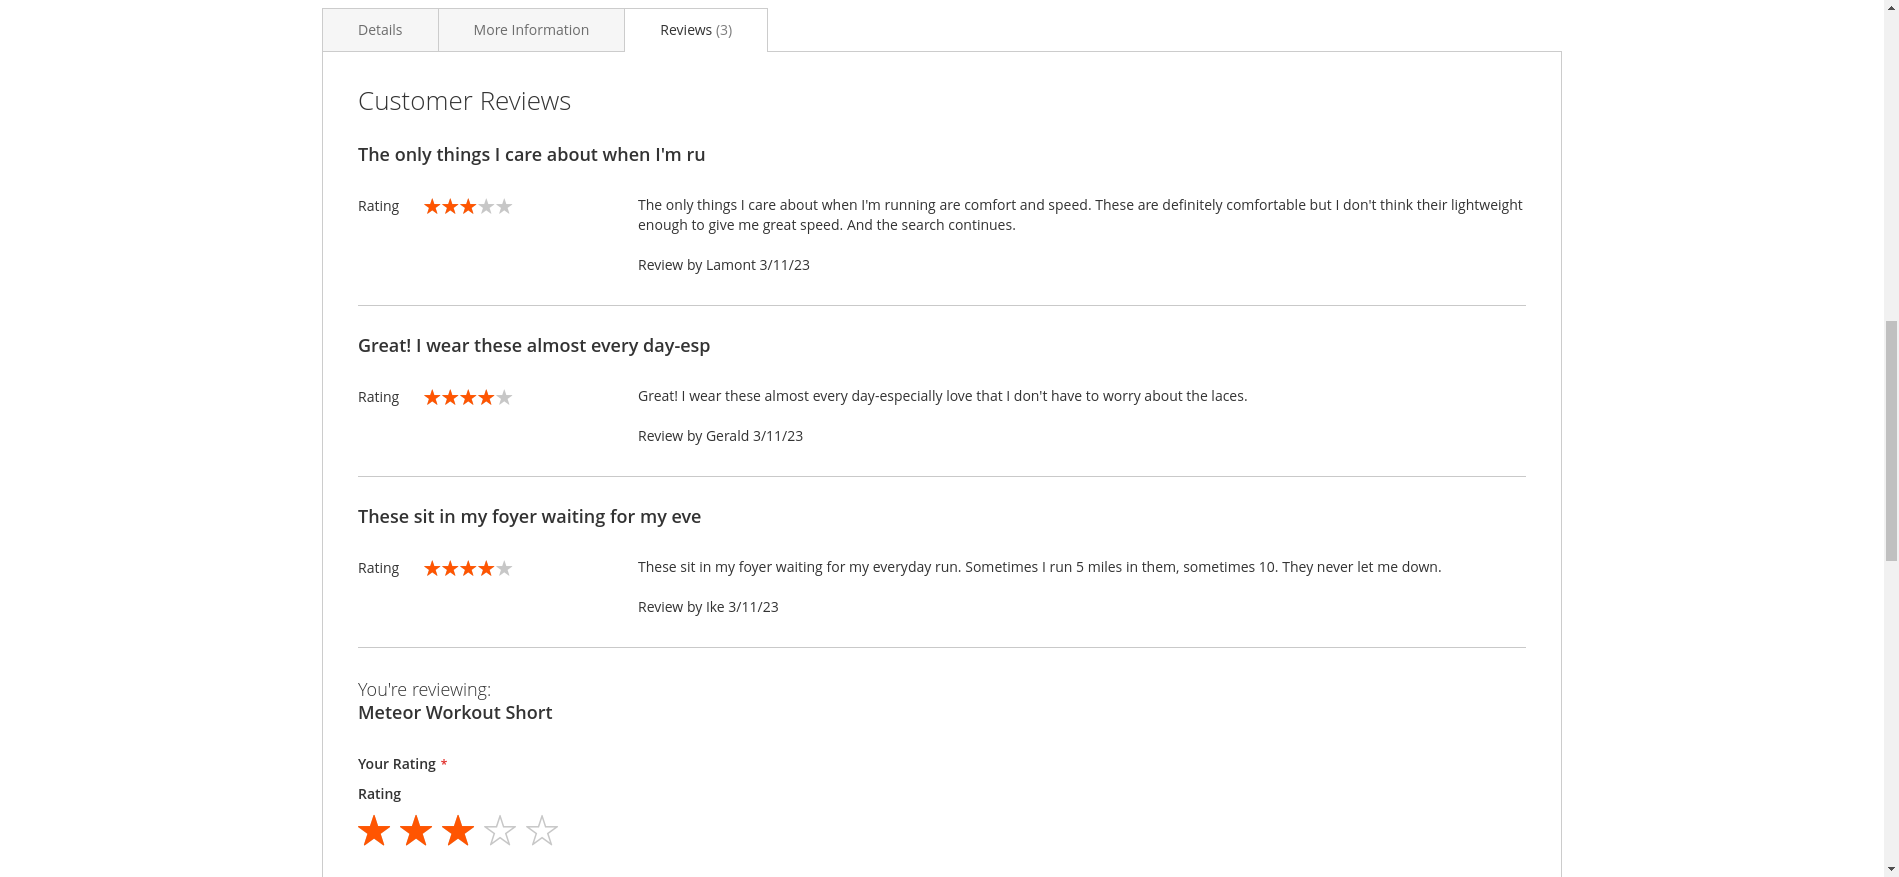 Details
More Information
Reviews (3)
Customer Reviews
The only things I care about when I'm ru
Rating
The only things I care about when I'm running are comfort and speed. These are definitely comfortable but I don't think their lightweight
enough to give me great speed. And the search continues.
Review by Lamont 3/11/23
Great! I wear these almost every day-esp
Rating
Great! I wear these almost every day-especially love that I don't have to worry about the laces.
Review by Gerald 3/11/23
These sit in my foyer waiting for my eve
Rating
These sit in my foyer waiting for my everyday run. Sometimes I run 5 miles in them, sometimes 10. They never let me down.
Review by Ike 3/11/23
You're reviewing:
Meteor Workout Short
Your Rating *
Rating